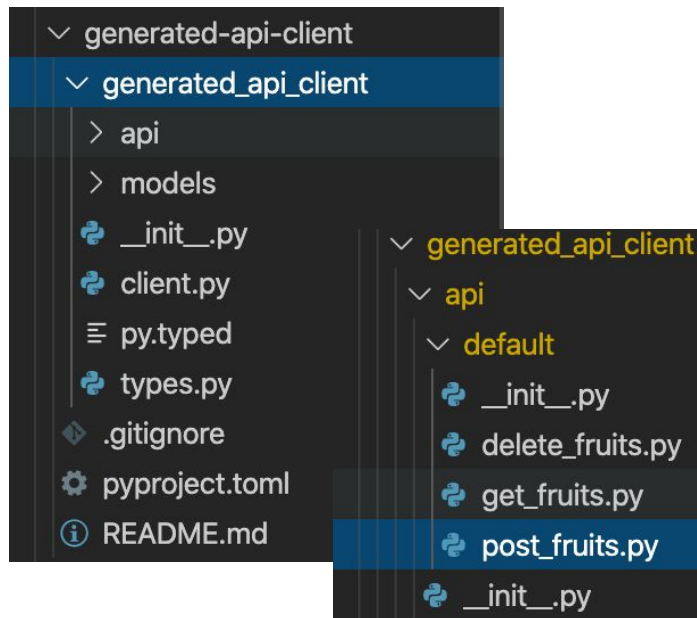 generated-api-client
generated_api_client
api
models
__init__.py
client.py
py.typed
types.py
.gitignore
pyproject.toml
README.md
generated_api_client
api
default
__init__.py
delete_fruits.py
get_fruits.py
post_fruits.py
__init__.py